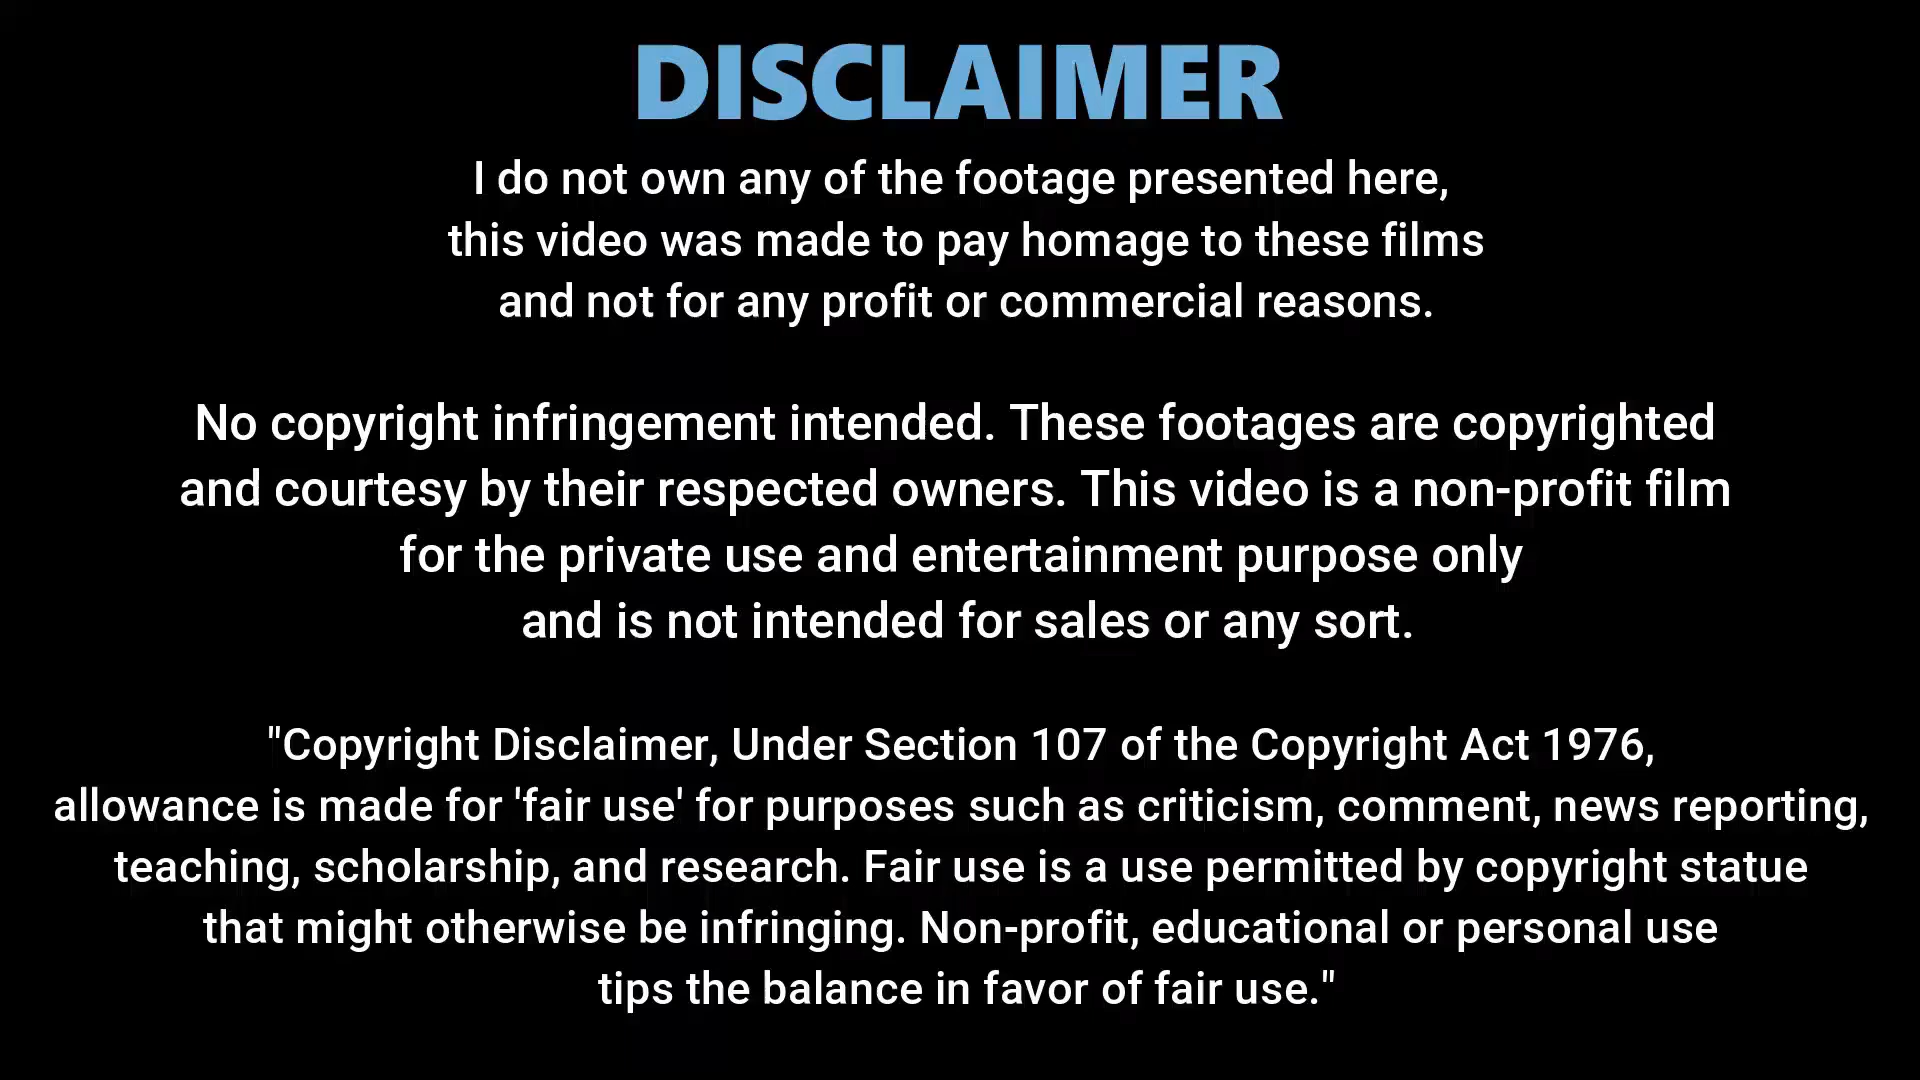 DISCLAIMER
I do not own any of the footage presented here,
this video was made to pay homage to these films
and not for any profit or commercial reasons.
No copyright infringement intended. These footages are copyrighted
and courtesy by their respected owners. This video is a non-profit film
for the private use and entertainment purpose only
and is not intended for sales or any sort.
"Copyright Disclaimer, Under Section 107 of the Copyright Act 1976,
allowance is made for 'fair use' for purposes such as criticism, comment, news reporting,
teaching, scholarship, and research. Fair use is a use permitted by copyright statue
that might otherwise be infringing. Non-profit, educational or personal use
tips the balance in favor of fair use."